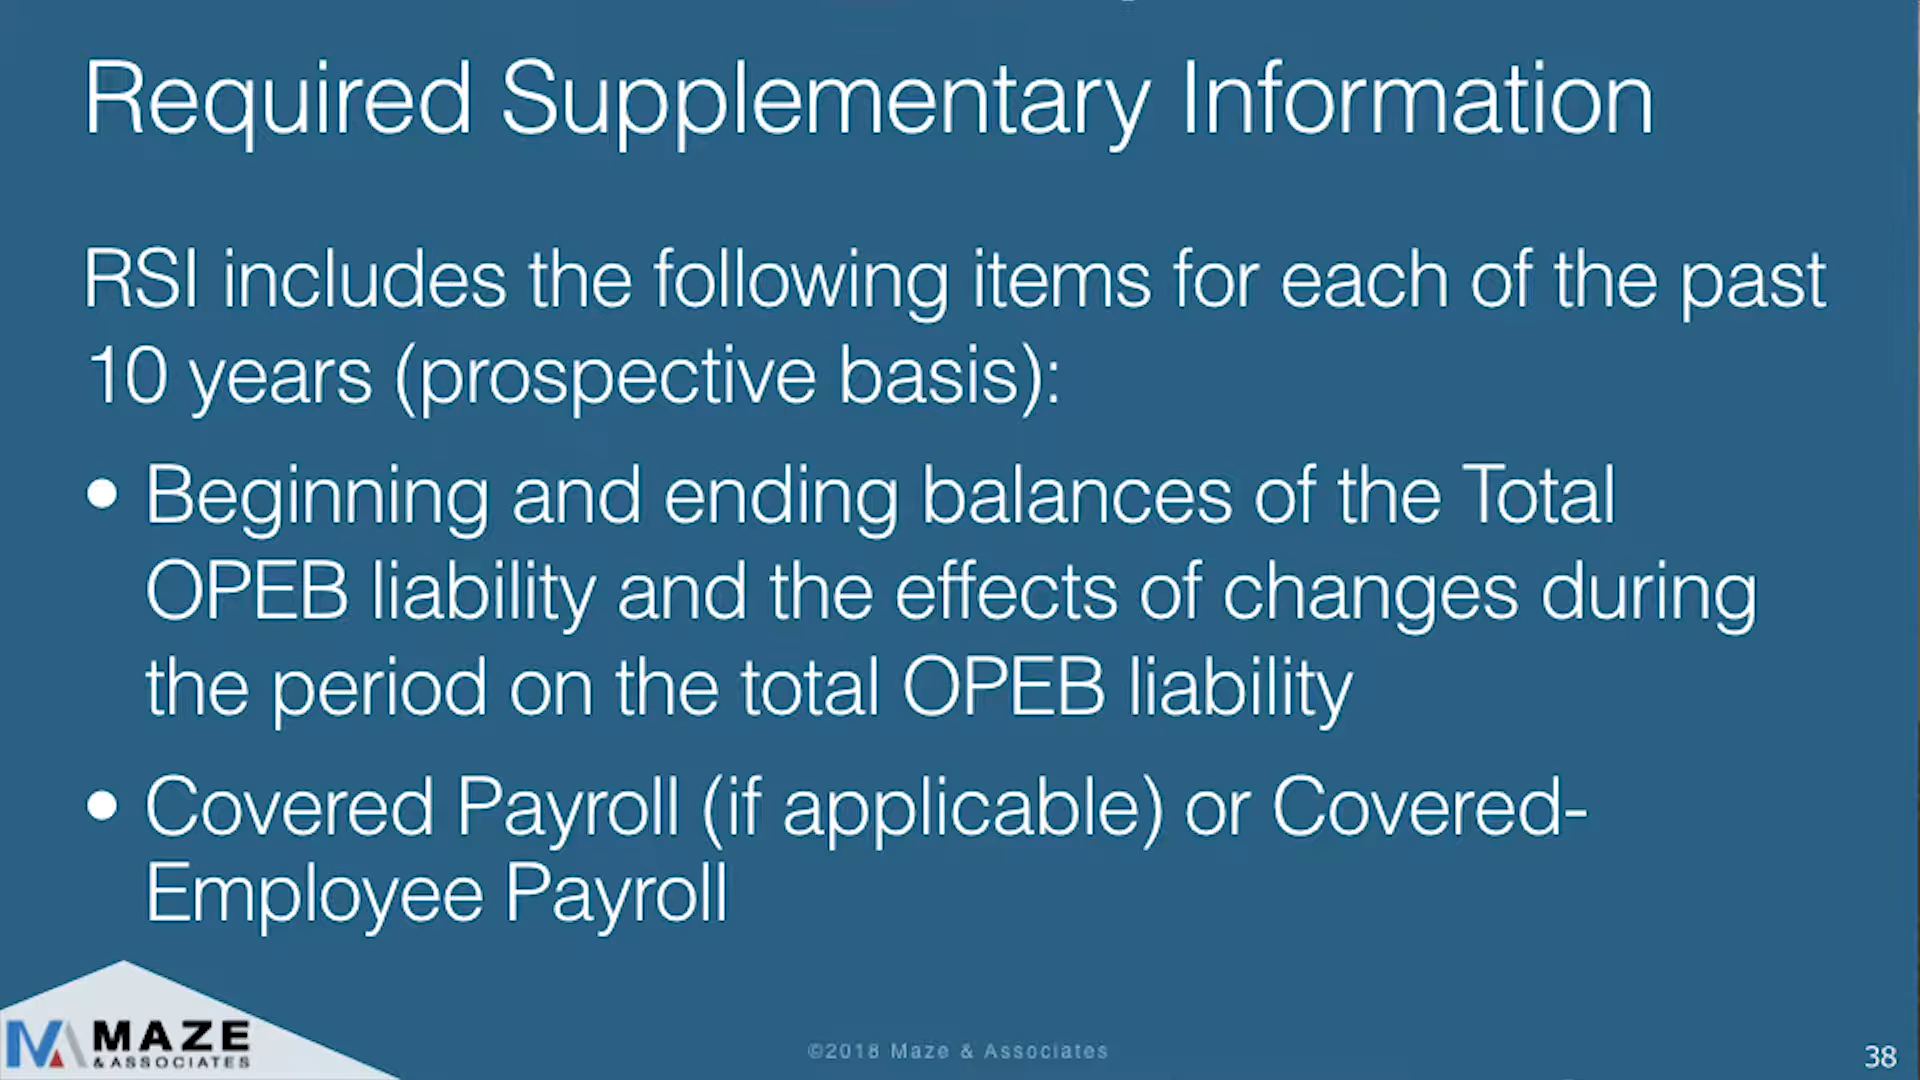 Required Supplementary Information
RSI includes the following items for each of the past
10 years (prospective basis):
• Beginning and ending balances of the Total
OPEB liability and the effects of changes during
the period on the total OPEB liability
• Covered Payroll (if applicable) or Covered-
Employee Payroll
MAZE
& ASSOCIATES
©2018 Maze & Associates
38